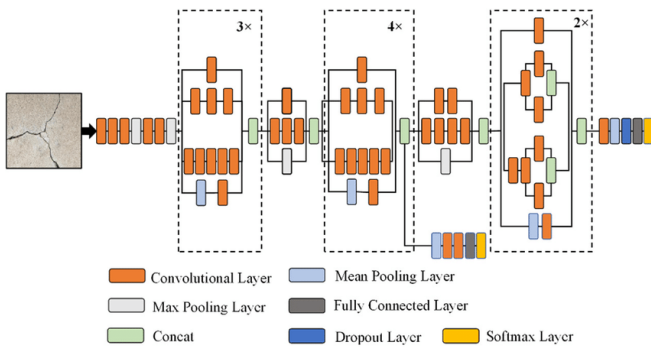 3×
4×
2×
Convolutional Layer
Mean Pooling Layer
Max Pooling Layer
Fully Connected Layer
Concat
Dropout Layer
Softmax Layer